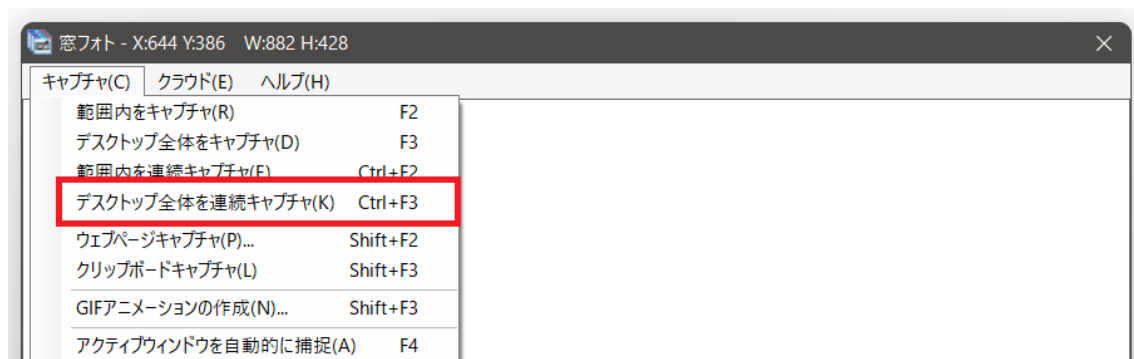 窓フォト - X:644 Y:386 W:882 H:428
キャプチャ(C) クラウド(E) ヘルプ(H)
範囲内をキャプチャ(R) F2
デスクトップ全体をキャプチャ(D) F3
範囲内を連続キャプチャ(E) Ctrl+F2
デスクトップ全体を連続キャプチャ(K) Ctrl+F3
ウェブページキャプチャ(P)... Shift+F2
クリップボードキャプチャ(L) Shift+F3
GIFアニメーションの作成(N)... Shift+F3
アクティブウィンドウを自動的に捕捉(A) F4